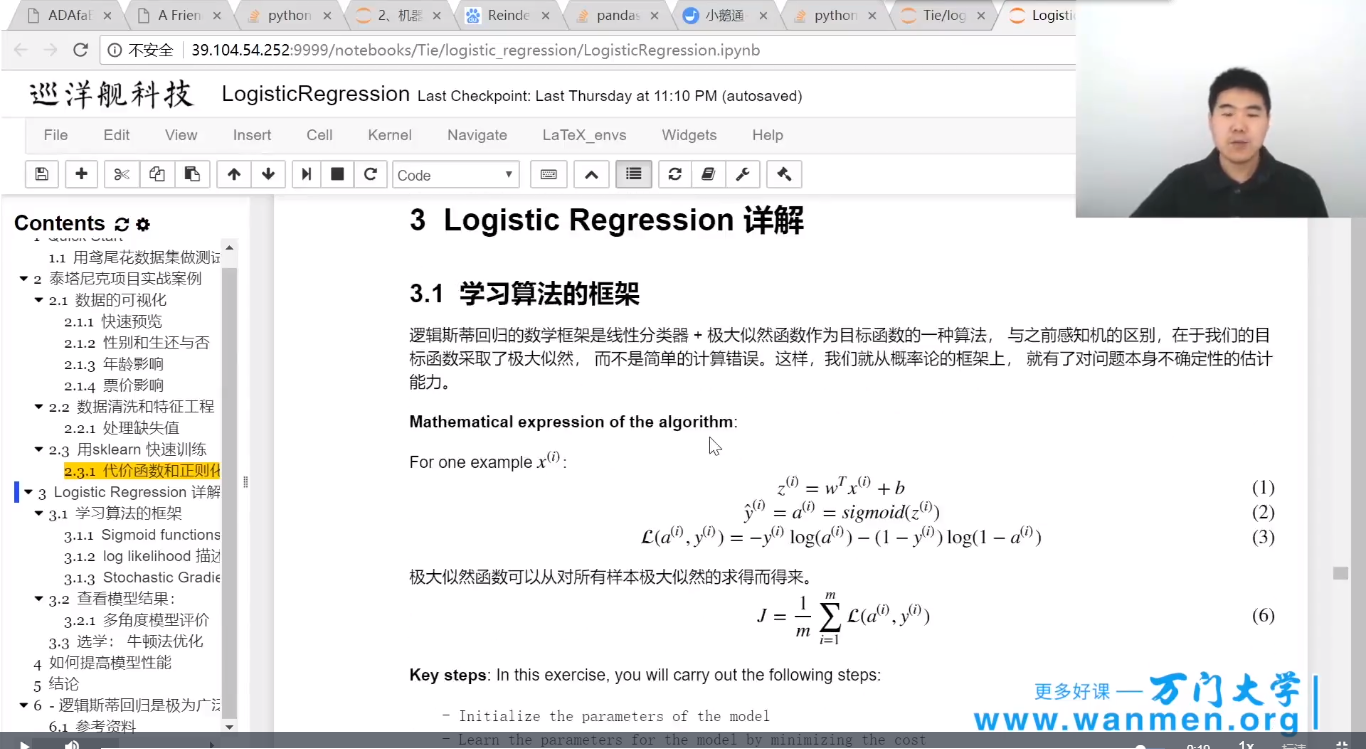 ADAfaB
A Frien
python
2、机器
Reinde
pandas
小鹅通
python
Tie/log
Logistic
不安全 39.104.54.252:9999/notebooks/Tie/logistic_regression/LogisticRegression.ipynb
巡洋舰科技 LogisticRegression Last Checkpoint: Last Thursday at 11:10 PM (autosaved)
File Edit View Insert Cell Kernel Navigate LaTeX_envs Widgets Help
Code
Contents
1 Quick Start
1.1 用鸢尾花数据集做测试
2 泰塔尼克项目实战案例
2.1 数据的可视化
2.1.1 快速预览
2.1.2 性别和生还与否
2.1.3 年龄影响
2.1.4 票价影响
2.2 数据清洗和特征工程
2.2.1 处理缺失值
2.3 用sklearn 快速训练
2.3.1 代价函数和正则化
3 Logistic Regression 详解
3.1 学习算法的框架
3.1.1 Sigmoid functions
3.1.2 log likelihood 描述
3.1.3 Stochastic Gradie
3.2 查看模型结果:
3.2.1 多角度模型评价
3.3 选学: 牛顿法优化
4 如何提高模型性能
5 结论
6 - 逻辑斯蒂回归是极为广泛
6.1 参考资料
3 Logistic Regression 详解
3.1 学习算法的框架
逻辑斯蒂回归的数学框架是线性分类器 + 极大似然函数作为目标函数的一种算法， 与之前感知机的区别，在于我们的目
标函数采取了极大似然， 而不是简单的计算错误。这样，我们就从概率论的框架上， 就有了对问题本身不确定性的估计
能力。
Mathematical expression of the algorithm:
For one example x^(i):
z^(i) = w^T x^(i) + b (1)
ŷ^(i) = a^(i) = sigmoid(z^(i)) (2)
ℒ(a^(i), y^(i)) = −y^(i) log(a^(i)) − (1 − y^(i)) log(1 − a^(i)) (3)
极大似然函数可以从对所有样本极大似然的求得而得来。
J = 1/m ∑_{i=1}^{m} ℒ(a^(i), y^(i)) (6)
Key steps: In this exercise, you will carry out the following steps:
- Initialize the parameters of the model
- Learn the parameters for the model by minimizing the cost
更多好课 — 万门大学
www.wanmen.org